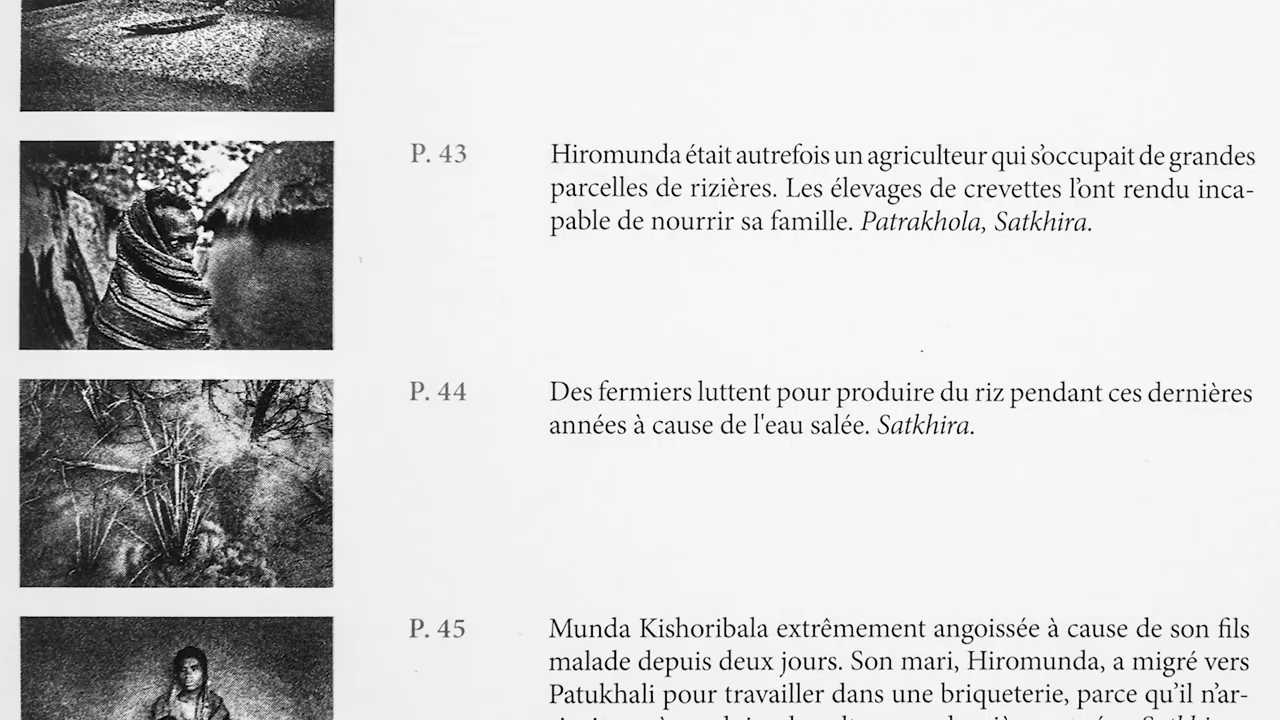 P. 43
Hiromunda était autrefois un agriculteur qui s'occupait de grandes
parcelles de rizières. Les élevages de crevettes l'ont rendu inca-
pable de nourrir sa famille. Patrakhola, Satkhira.
P. 44
Des fermiers luttent pour produire du riz pendant ces dernières
années à cause de l'eau salée. Satkhira.
P. 45
Munda Kishoribala extrêmement angoissée à cause de son fils
malade depuis deux jours. Son mari, Hiromunda, a migré vers
Patukhali pour travailler dans une briqueterie, parce qu'il n'ar-